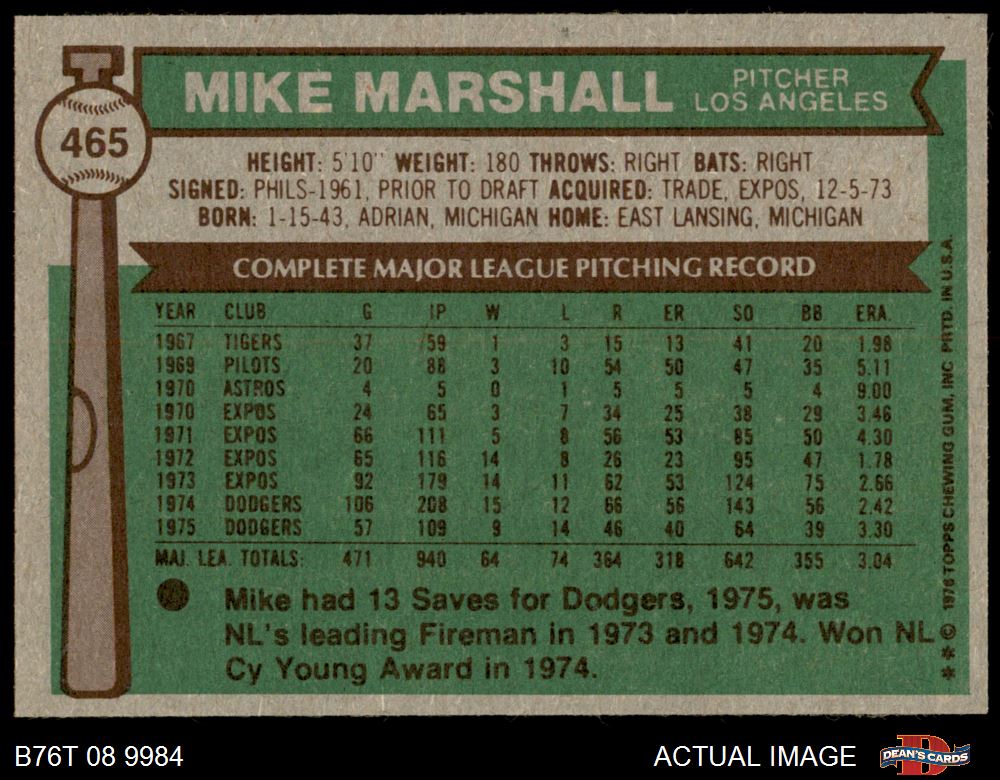 465
MIKE MARSHALL PITCHER LOS ANGELES
HEIGHT: 5'10" WEIGHT: 180 THROWS: RIGHT BATS: RIGHT
SIGNED: PHILS-1961, PRIOR TO DRAFT ACQUIRED: TRADE, EXPOS, 12-5-73
BORN: 1-15-43, ADRIAN, MICHIGAN HOME: EAST LANSING, MICHIGAN
COMPLETE MAJOR LEAGUE PITCHING RECORD
YEAR CLUB G IP W L R ER SO BB ERA.
1967 TIGERS 37 59 1 3 15 13 41 20 1.98
1969 PILOTS 20 88 3 10 54 50 47 35 5.11
1970 ASTROS 4 5 0 1 5 5 5 4 9.00
1970 EXPOS 24 65 3 7 34 25 38 29 3.46
1971 EXPOS 66 111 5 8 56 53 85 50 4.30
1972 EXPOS 65 116 14 8 26 23 95 47 1.78
1973 EXPOS 92 179 14 11 62 53 124 75 2.66
1974 DODGERS 106 208 15 12 66 56 143 56 2.42
1975 DODGERS 57 109 9 14 46 40 64 39 3.30
MAJ. LEA. TOTALS: 471 940 64 74 364 318 642 355 3.04
Mike had 13 Saves for Dodgers, 1975, was
NL's leading Fireman in 1973 and 1974. Won NL
Cy Young Award in 1974.
** © 1976 TOPPS CHEWING GUM, INC PRTD. IN U.S.A.
B76T 08 9984
ACTUAL IMAGE
DEAN'S CARDS